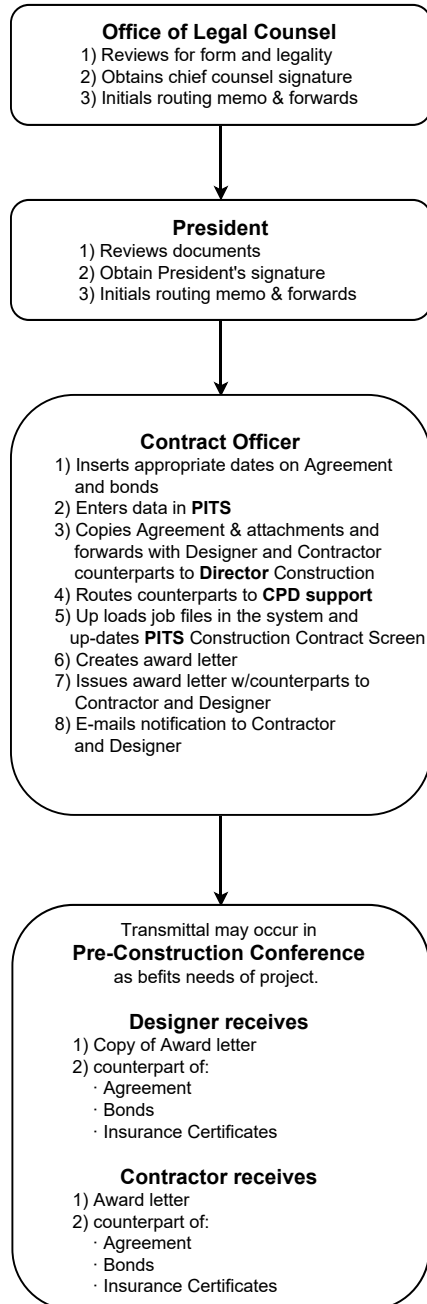 Office of Legal Counsel
1) Reviews for form and legality
2) Obtains chief counsel signature
3) Initials routing memo & forwards
President
1) Reviews documents
2) Obtain President's signature
3) Initials routing memo & forwards
Contract Officer
1) Inserts appropriate dates on Agreement
and bonds
2) Enters data in PITS
3) Copies Agreement & attachments and
forwards with Designer and Contractor
counterparts to Director Construction
4) Routes counterparts to CPD support
5) Up loads job files in the system and
up-dates PITS Construction Contract Screen
6) Creates award letter
7) Issues award letter w/counterparts to
Contractor and Designer
8) E-mails notification to Contractor
and Designer
Transmittal may occur in
Pre-Construction Conference
as befits needs of project.
Designer receives
1) Copy of Award letter
2) counterpart of:
· Agreement
· Bonds
· Insurance Certificates
Contractor receives
1) Award letter
2) counterpart of:
· Agreement
· Bonds
· Insurance Certificates